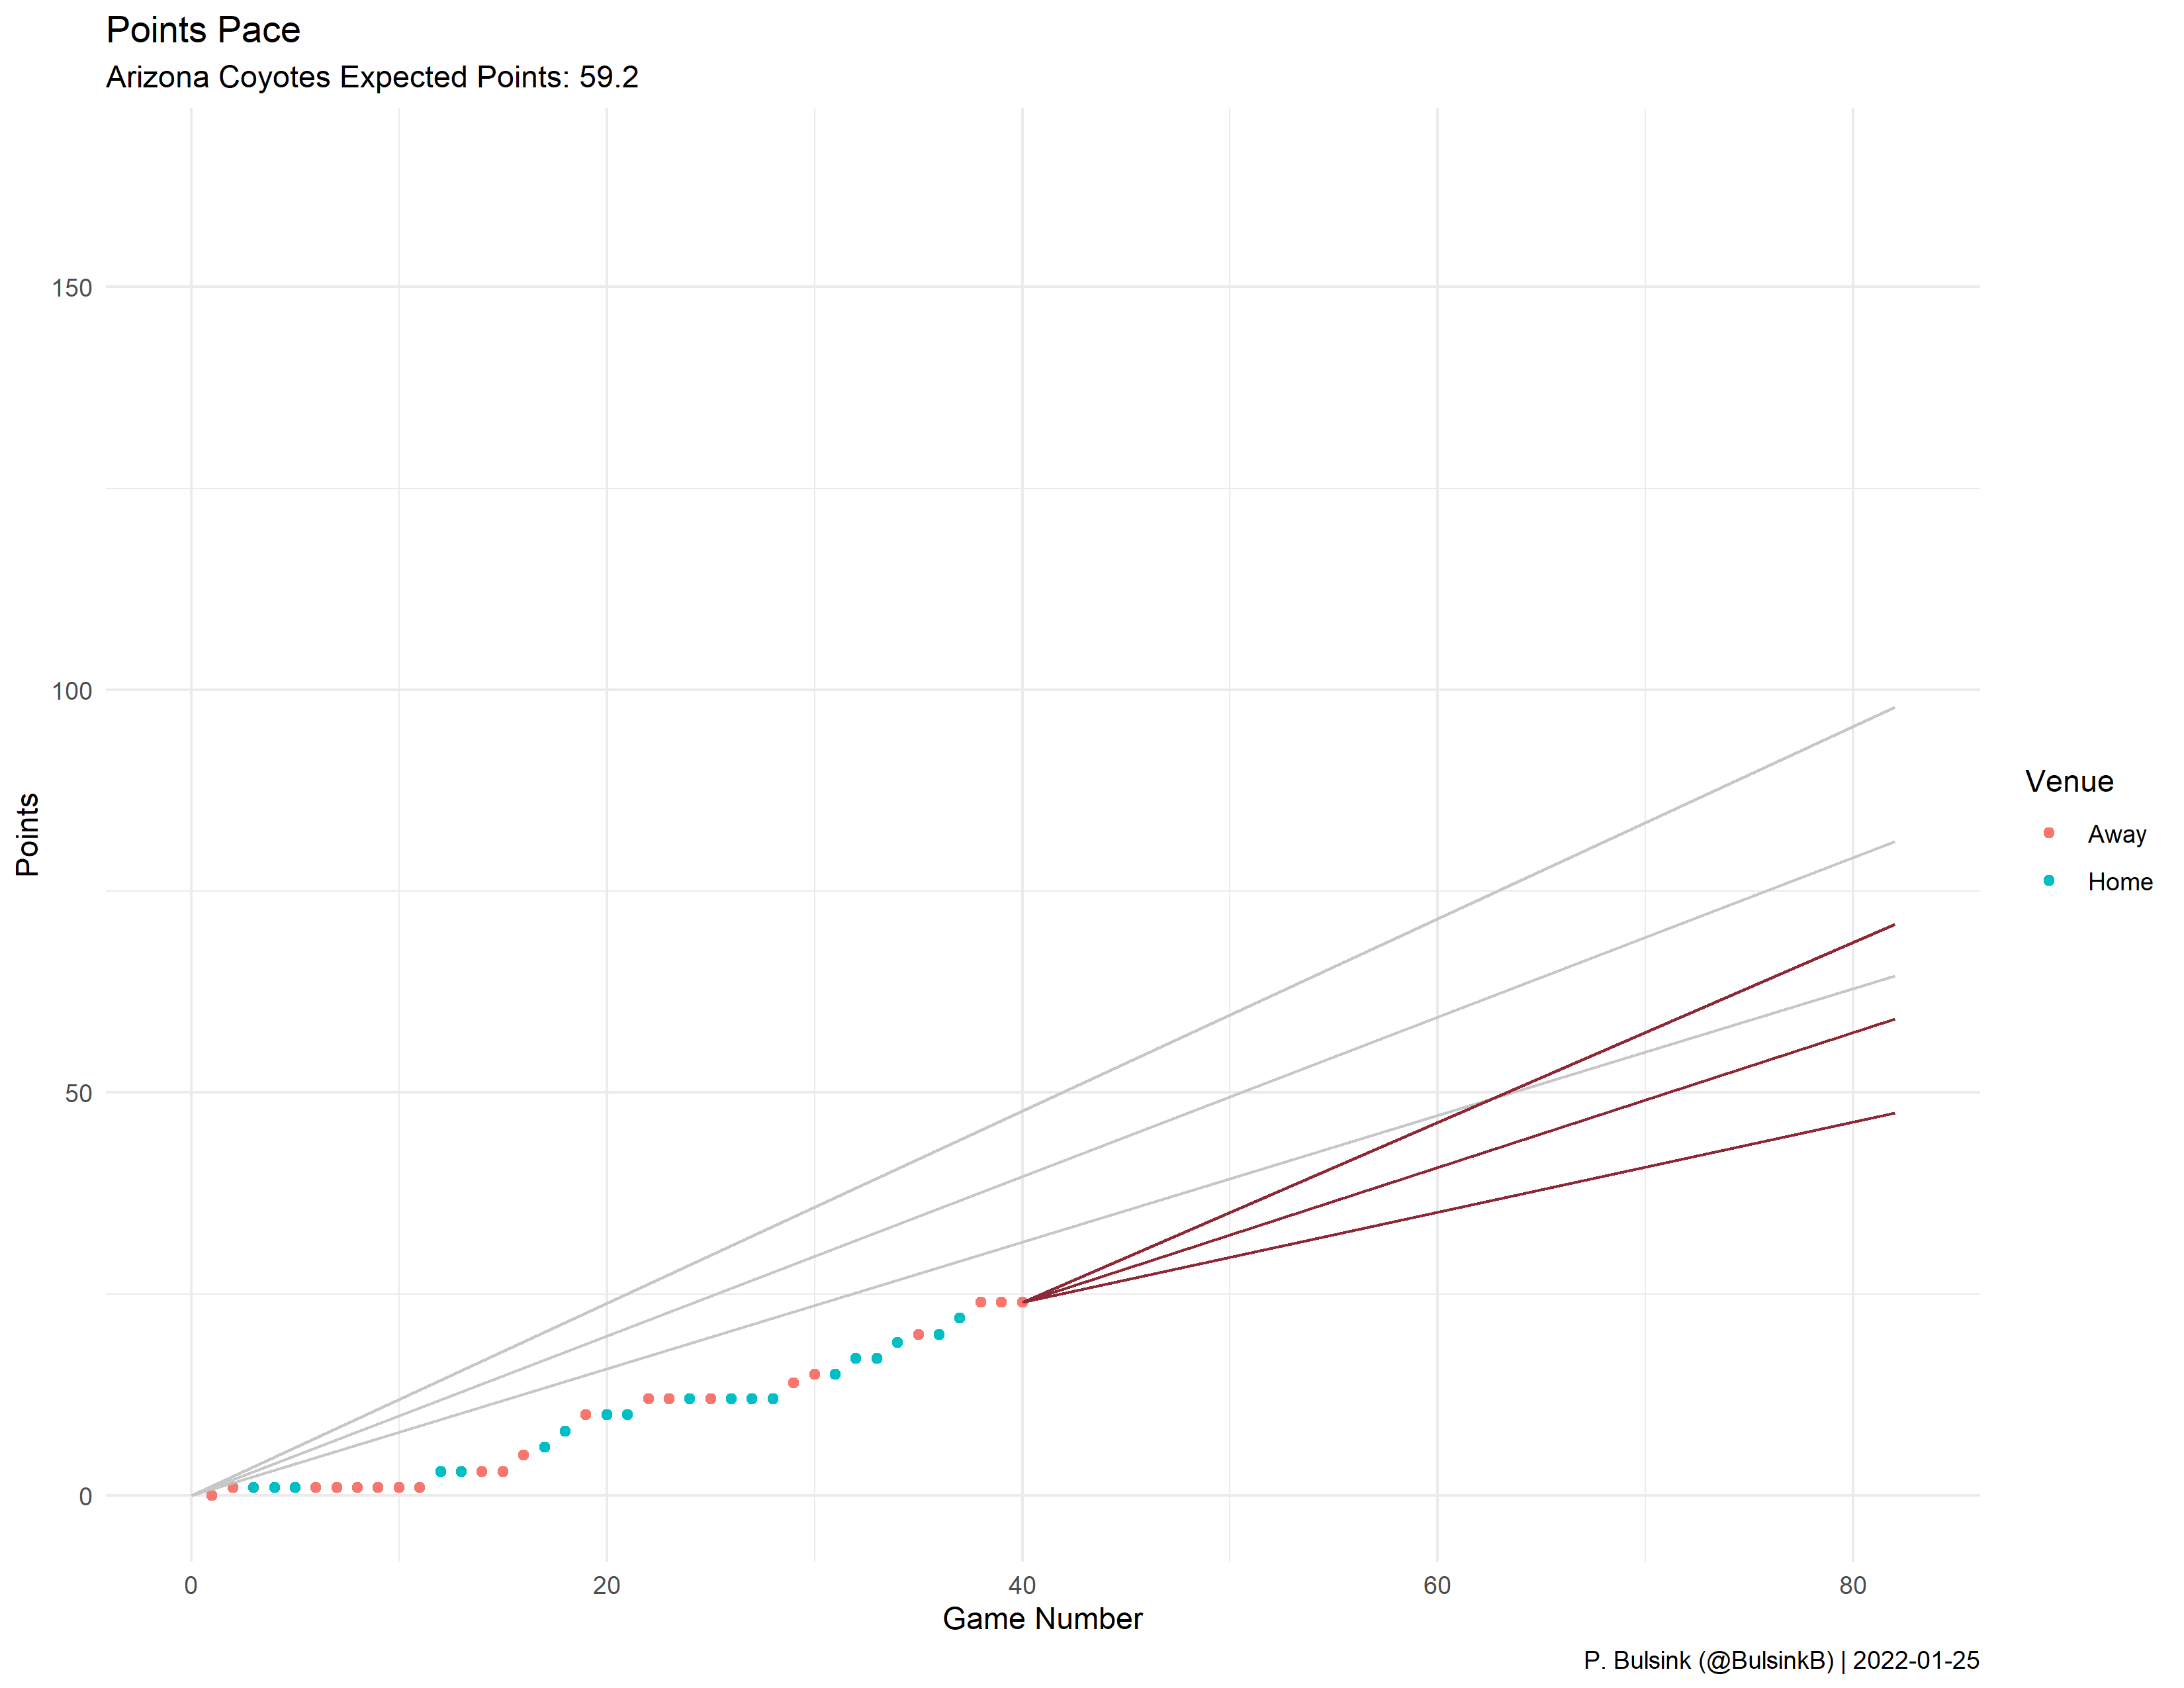 Points Pace
Arizona Coyotes Expected Points: 59.2
150
100
50
0
Points
0 20 40 60 80
Game Number
Venue
Away
Home
P. Bulsink (@BulsinkB) | 2022-01-25